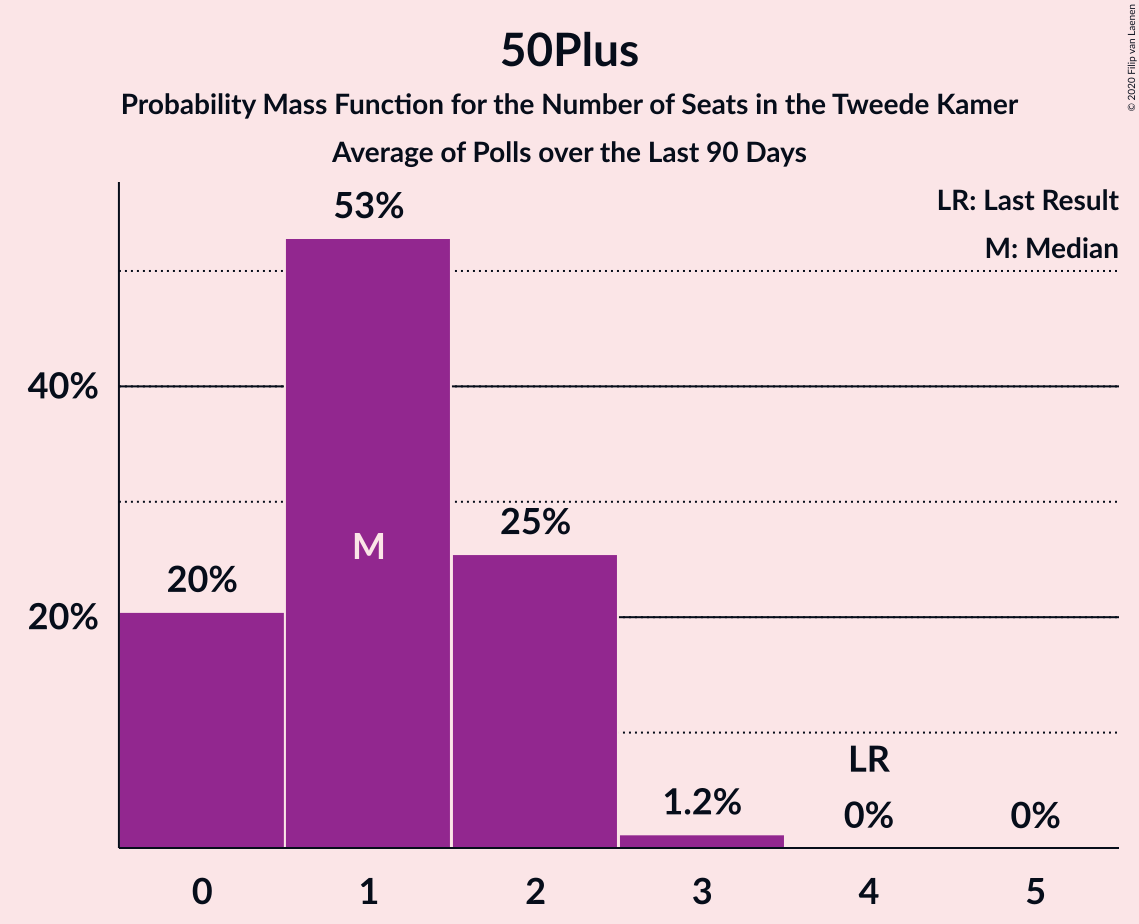 50Plus
Probability Mass Function for the Number of Seats in the Tweede Kamer
Average of Polls over the Last 90 Days
© 2020 Filip van Laenen
LR: Last Result
M: Median
53%
40%
25%
M
20%
20%
LR
1.2%
0%
0%
0 1 2 3 4 5